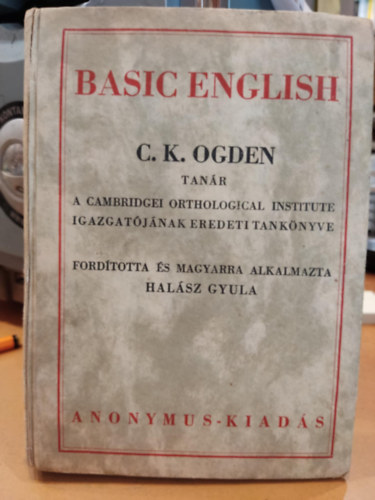 BASIC ENGLISH
C. K. OGDEN
TANÁR
A CAMBRIDGEI ORTHOLOGICAL INSTITUTE
IGAZGATÓJÁNAK EREDETI TANKÖNYVE
FORDÍTOTTA ÉS MAGYARRA ALKALMAZTA
HALÁSZ GYULA
ANONYMUS-KIADÁS